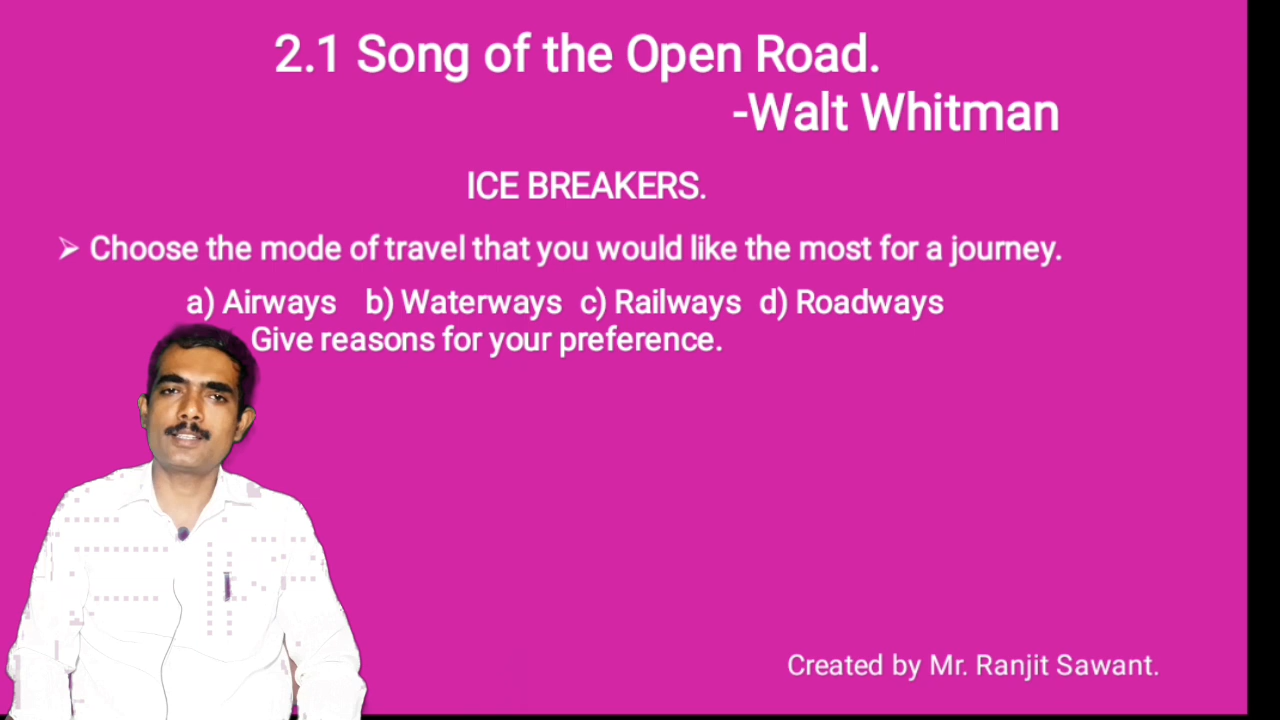 2.1 Song of the Open Road.
-Walt Whitman
ICE BREAKERS.
➢ Choose the mode of travel that you would like the most for a journey.
a) Airways b) Waterways c) Railways d) Roadways
Give reasons for your preference.
Created by Mr. Ranjit Sawant.